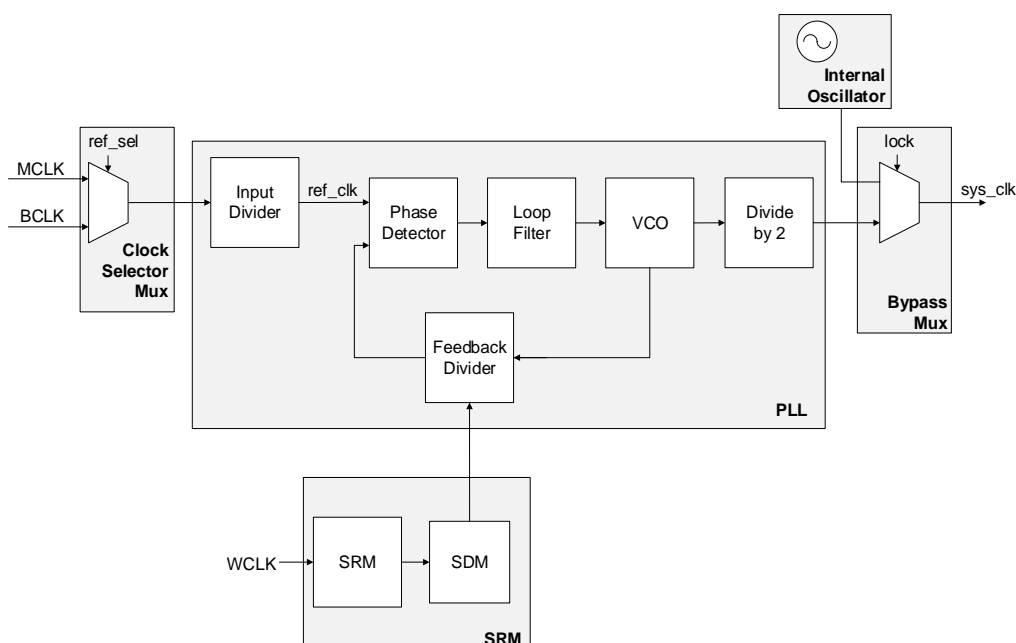 Internal
Oscillator
ref_sel
lock
MCLK
BCLK
sys_clk
Input
Divider
ref_clk
Phase
Detector
Loop
Filter
VCO
Divide
by 2
Clock
Selector
Mux
Bypass
Mux
Feedback
Divider
PLL
WCLK
SRM
SDM
SRM